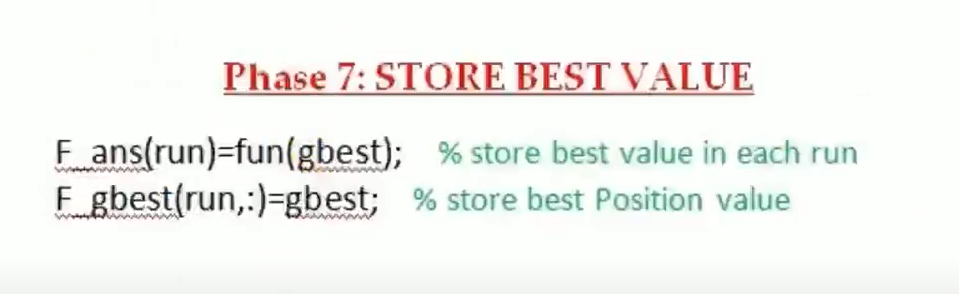 Phase 7: STORE BEST VALUE
F_ans(run)=fun(gbest); % store best value in each run
F_gbest(run,:)=gbest; % store best Position value